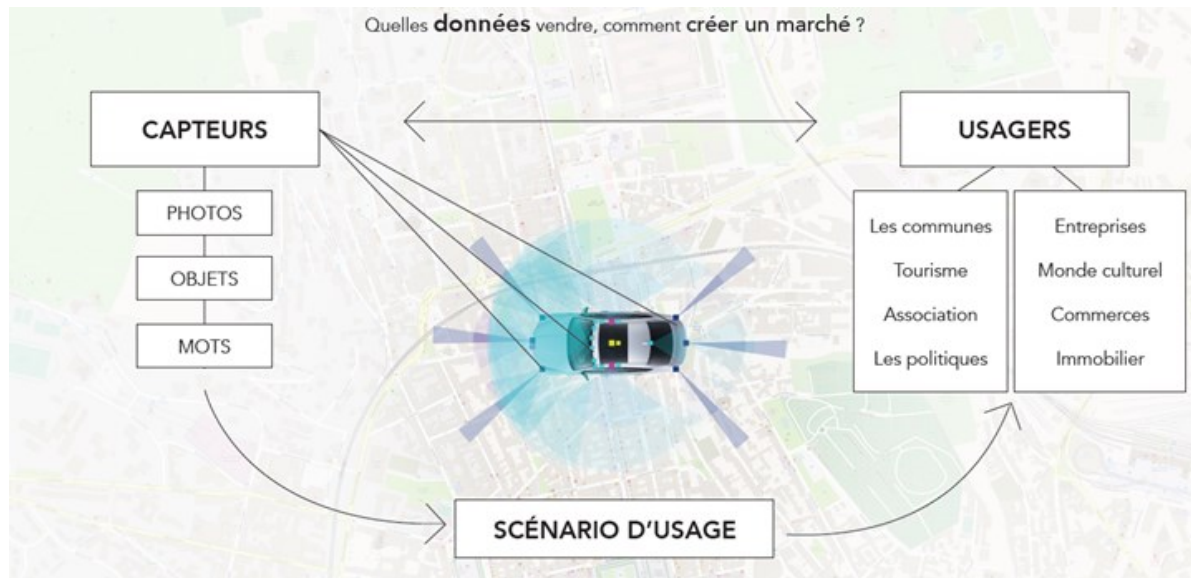 Quelles données vendre, comment créer un marché ?
CAPTEURS
PHOTOS
OBJETS
MOTS
USAGERS
Les communes
Tourisme
Association
Les politiques
Entreprises
Monde culturel
Commerces
Immobilier
SCÉNARIO D'USAGE